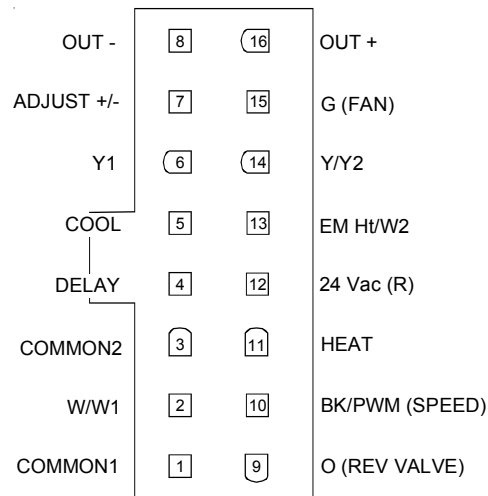 OUT - 8 16 OUT +
ADJUST +/- 7 15 G (FAN)
Y1 6 14 Y/Y2
COOL 5 13 EM Ht/W2
DELAY 4 12 24 Vac (R)
COMMON2 3 11 HEAT
W/W1 2 10 BK/PWM (SPEED)
COMMON1 1 9 O (REV VALVE)